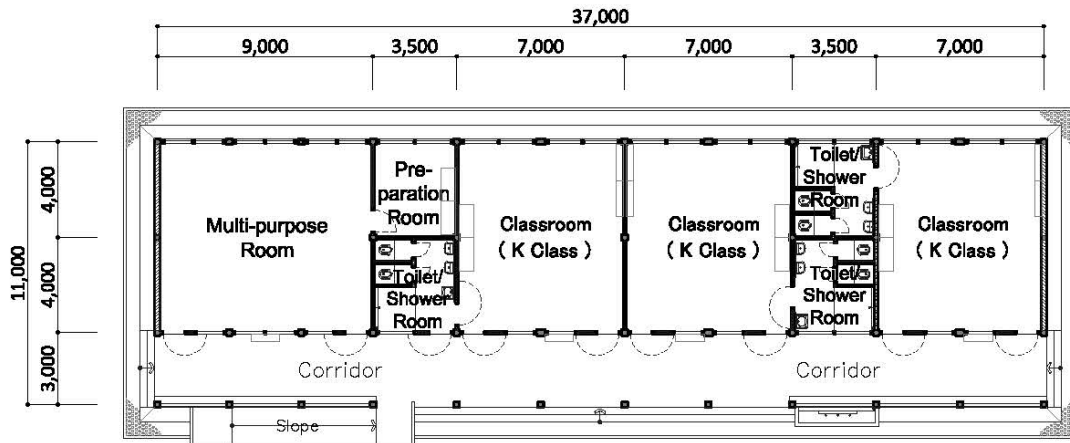 37,000
9,000
3,500
7,000
7,000
3,500
7,000
11,000
4,000
4,000
3,000
Multi-purpose
Room
Pre-
paration
Room
Toilet/
Shower
Room
Classroom
( K Class )
Classroom
( K Class )
Toilet/
Shower
Room
Toilet/
Shower
Room
Classroom
( K Class )
Corridor
Corridor
Slope